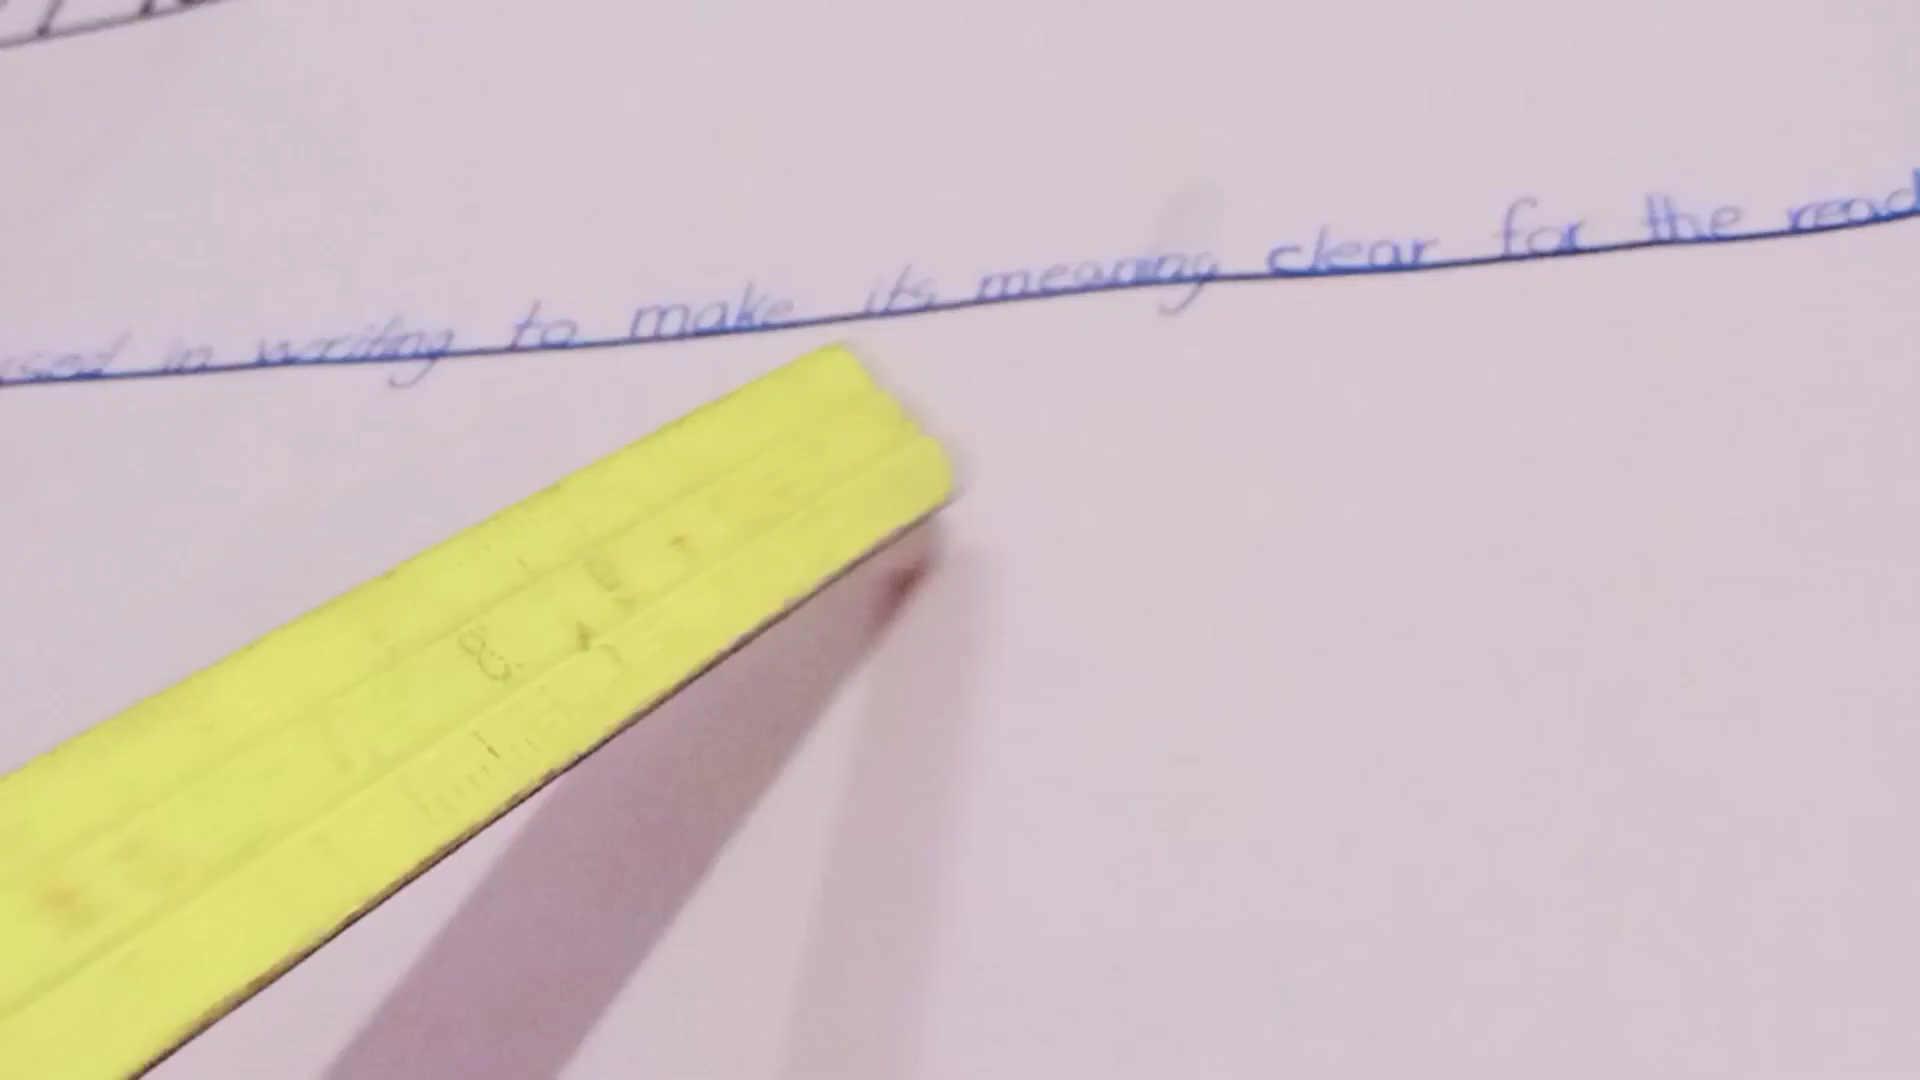 used in writing to make its meaning clear for the read